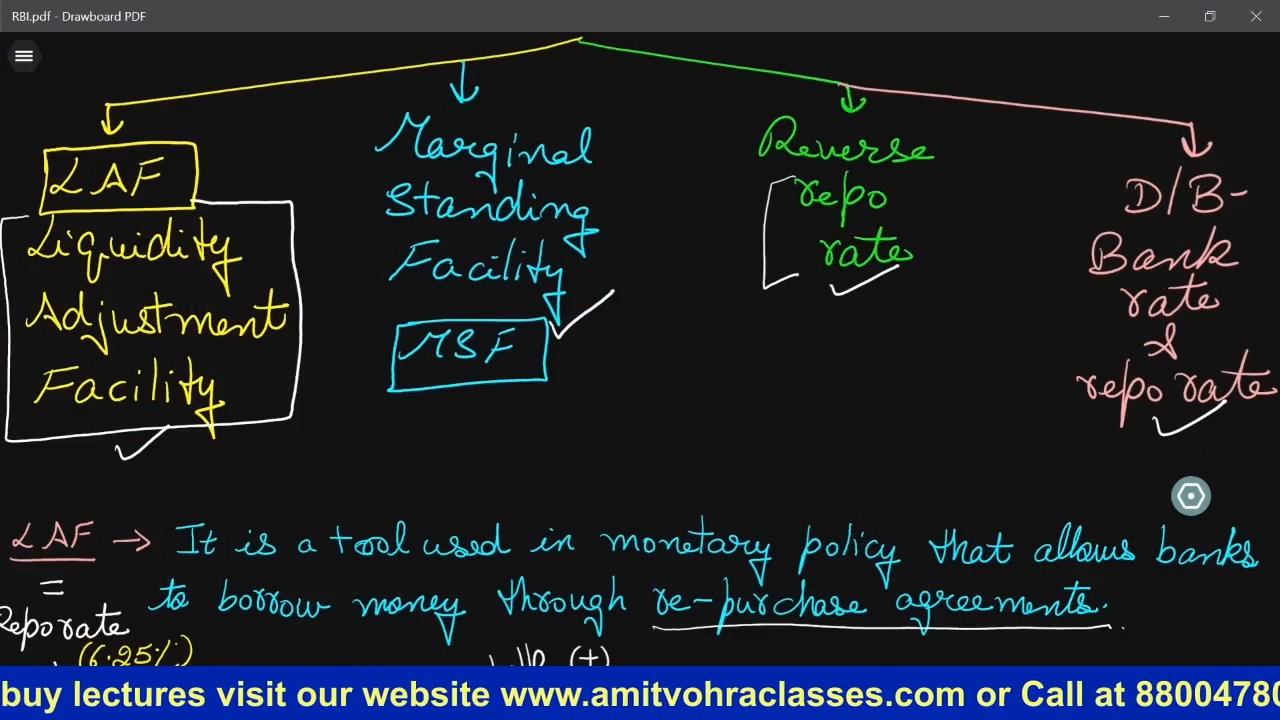 RBI.pdf - Drawboard PDF
LAF
Liquidity
Adjustment
Facility
Marginal
Standing
Facility
MSF
Reverse
repo
rate
D/B-
Bank
rate
&
repo rate
LAF → It is a tool used in monetary policy that allows banks
= to borrow money through re-purchase agreements.
Repo rate
(6.25%)
buy lectures visit our website www.amitvohraclasses.com or Call at 88004780